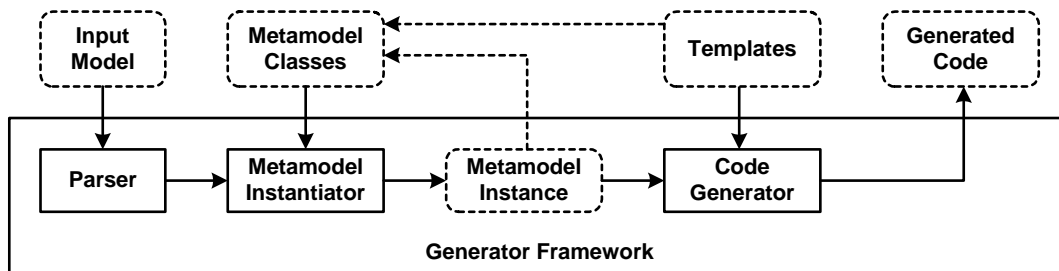 Input
Model
Metamodel
Classes
Templates
Generated
Code
Parser
Metamodel
Instantiator
Metamodel
Instance
Code
Generator
Generator Framework